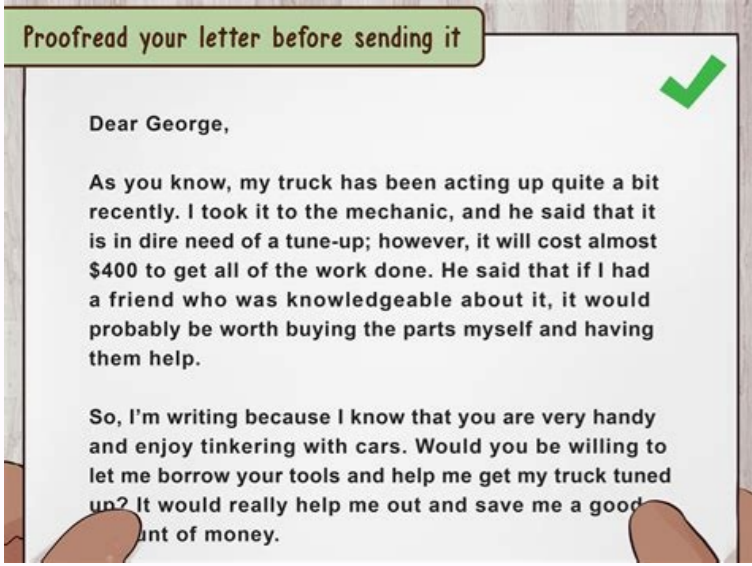 Proofread your letter before sending it
Dear George,
As you know, my truck has been acting up quite a bit
recently. I took it to the mechanic, and he said that it
is in dire need of a tune-up; however, it will cost almost
$400 to get all of the work done. He said that if I had
a friend who was knowledgeable about it, it would
probably be worth buying the parts myself and having
them help.
So, I'm writing because I know that you are very handy
and enjoy tinkering with cars. Would you be willing to
let me borrow your tools and help me get my truck tuned
up? It would really help me out and save me a good
of money.